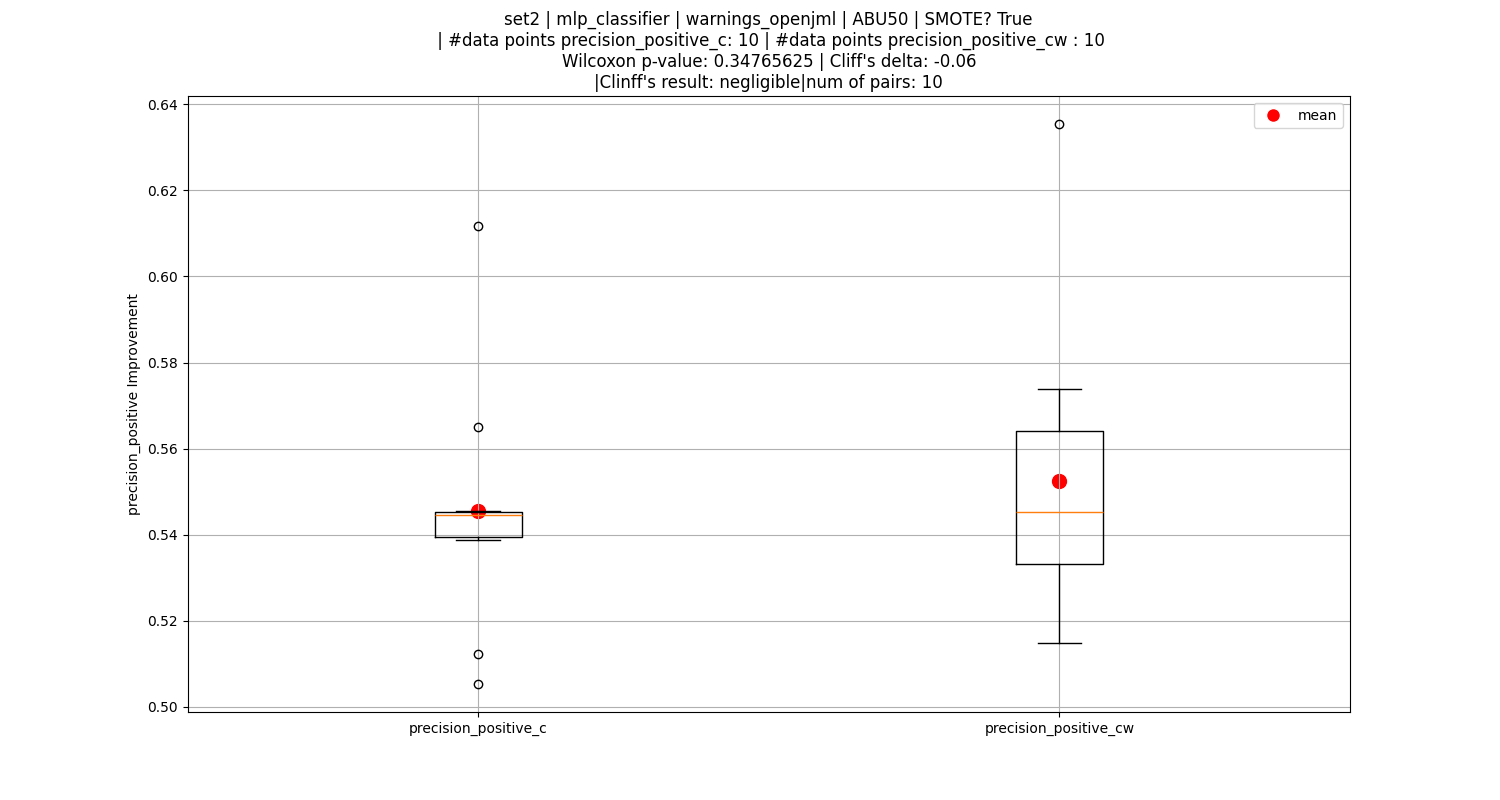 set2 | mlp_classifier | warnings_openjml | ABU50 | SMOTE? True
| #data points precision_positive_c: 10 | #data points precision_positive_cw : 10
Wilcoxon p-value: 0.34765625 | Cliff's delta: -0.06
|Clinff's result: negligible|num of pairs: 10
mean
0.64
0.62
0.60
0.58
0.56
0.54
0.52
0.50
precision_positive Improvement
precision_positive_c
precision_positive_cw